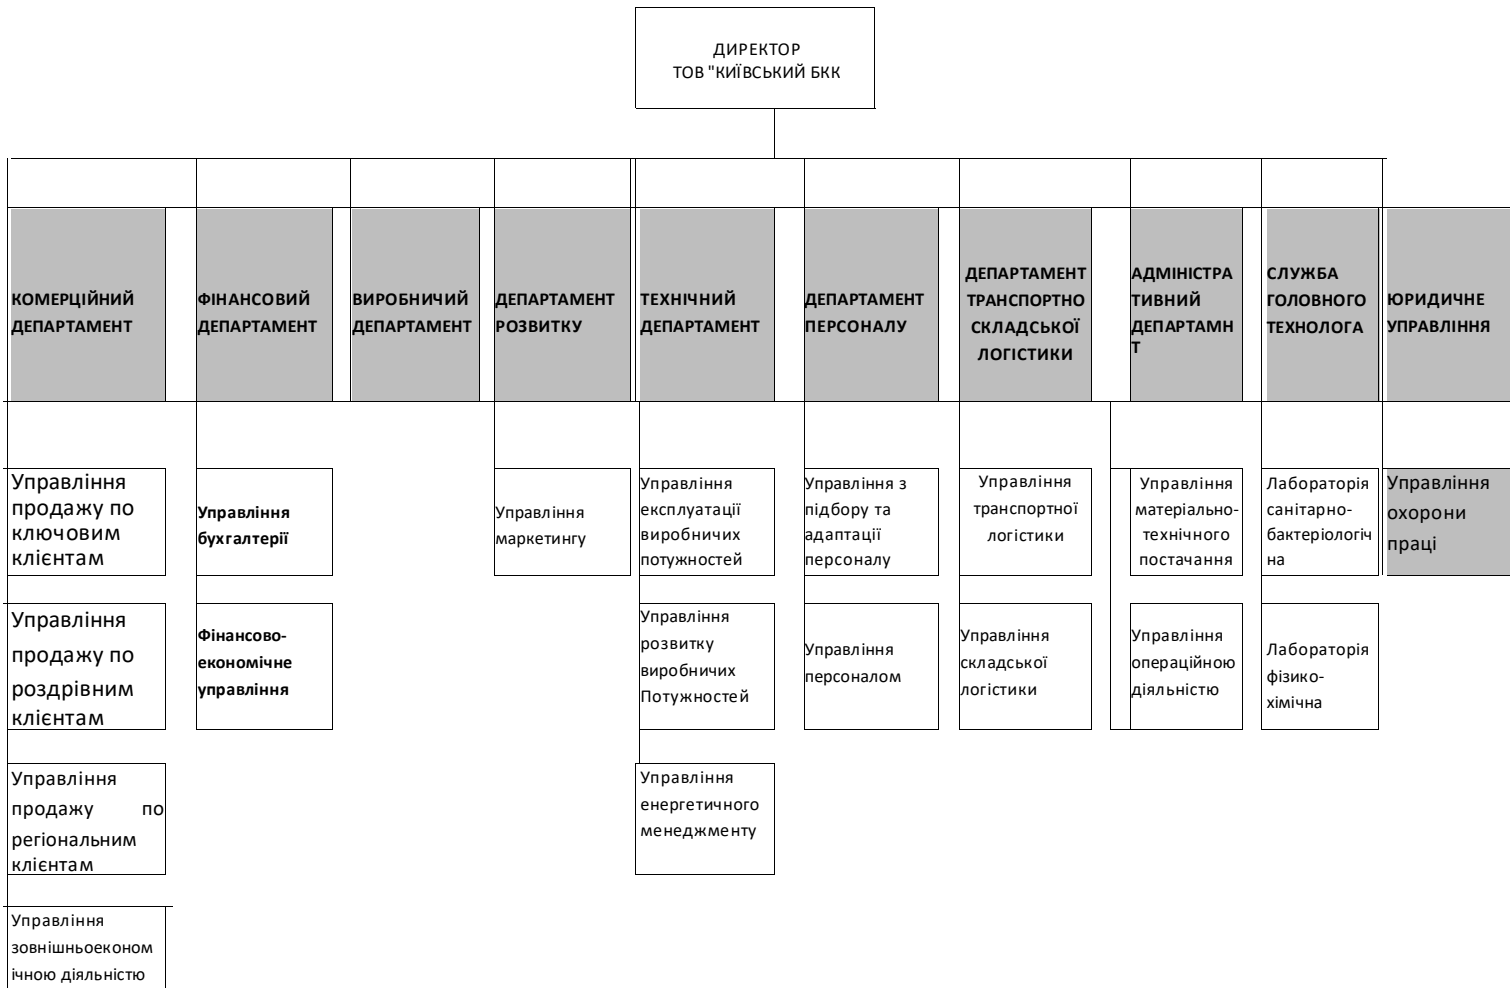 ДИРЕКТОР
ТОВ "КИЇВСЬКИЙ БКК
КОМЕРЦІЙНИЙ
ДЕПАРТАМЕНТ
ФІНАНСОВИЙ
ДЕПАРТАМЕНТ
ВИРОБНИЧИЙ
ДЕПАРТАМЕНТ
ДЕПАРТАМЕНТ
РОЗВИТКУ
ТЕХНІЧНИЙ
ДЕПАРТАМЕНТ
ДЕПАРТАМЕНТ
ПЕРСОНАЛУ
ДЕПАРТАМЕНТ
ТРАНСПОРТНО
СКЛАДСЬКОЇ
ЛОГІСТИКИ
АДМІНІСТРА
ТИВНИЙ
ДЕПАРТАМН
Т
СЛУЖБА
ГОЛОВНОГО
ТЕХНОЛОГА
ЮРИДИЧНЕ
УПРАВЛІННЯ
Управління
продажу по
ключовим
клієнтам
Управління
бухгалтерії
Управління
маркетингу
Управління
експлуатації
виробничих
потужностей
Управління з
підбору та
адаптації
персоналу
Управління
транспортної
логістики
Управління
матеріально-
технічного
постачання
Лабораторія
санітарно-
бактеріологіч
на
Управління
охорони
праці
Управління
продажу по
роздрівним
клієнтам
Фінансово-
економічне
управління
Управління
розвитку
виробничих
Потужностей
Управління
персоналом
Управління
складської
логістики
Управління
операційною
діяльністю
Лабораторія
фізико-
хімічна
Управління
продажу по
регіональним
клієнтам
Управління
енергетичного
менеджменту
Управління
зовнішньоеконом
ічною діяльністю